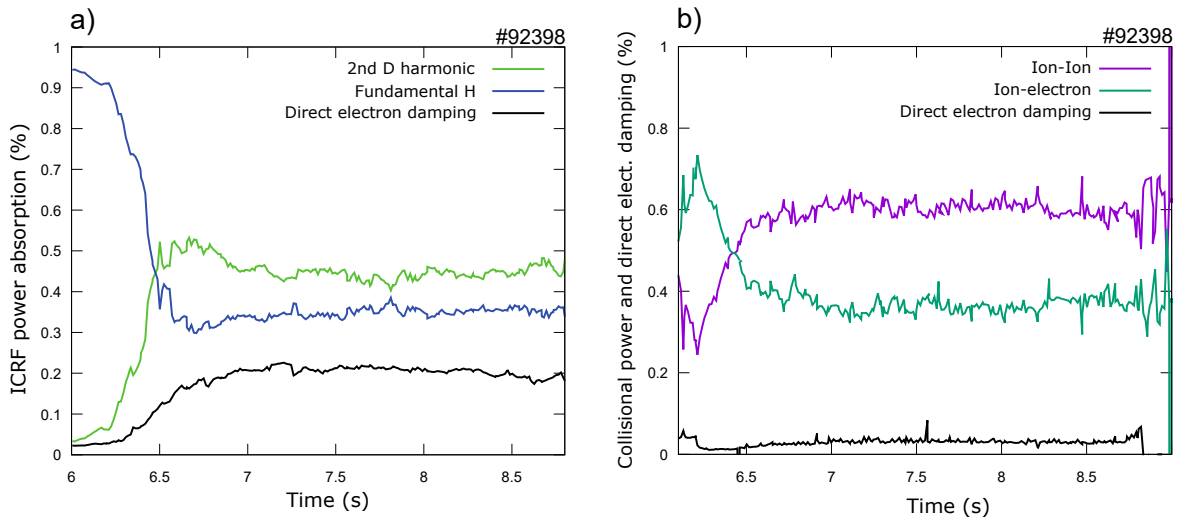 a)
#92398
ICRF power absorption (%)
1
0.9
0.8
0.7
0.6
0.5
0.4
0.3
0.2
0.1
0
2nd D harmonic
Fundamental H
Direct electron damping
6
6.5
7
7.5
8
8.5
Time (s)
b)
#92398
Collisional power and direct elect. damping (%)
1
0.8
0.6
0.4
0.2
0
Ion-Ion
Ion-electron
Direct electron damping
6.5
7
7.5
8
8.5
Time (s)